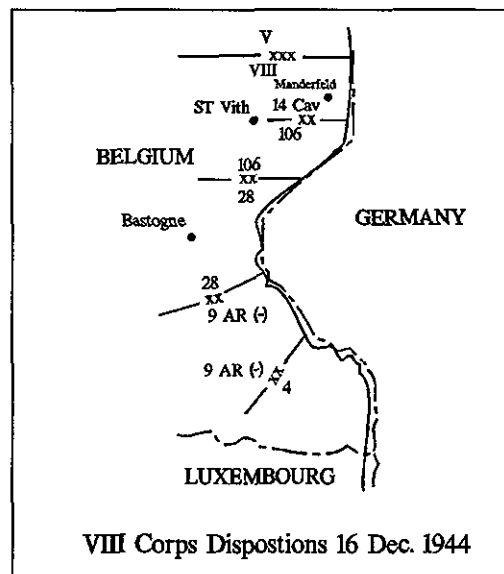 V
xxx
VIII
Manderfeld
14 Cav
ST Vith
xx
106
BELGIUM
106
xx
28
GERMANY
Bastogne
28
xx
9 AR (-)
9 AR (-)
xx
4
LUXEMBOURG
VIII Corps Dispostions 16 Dec. 1944